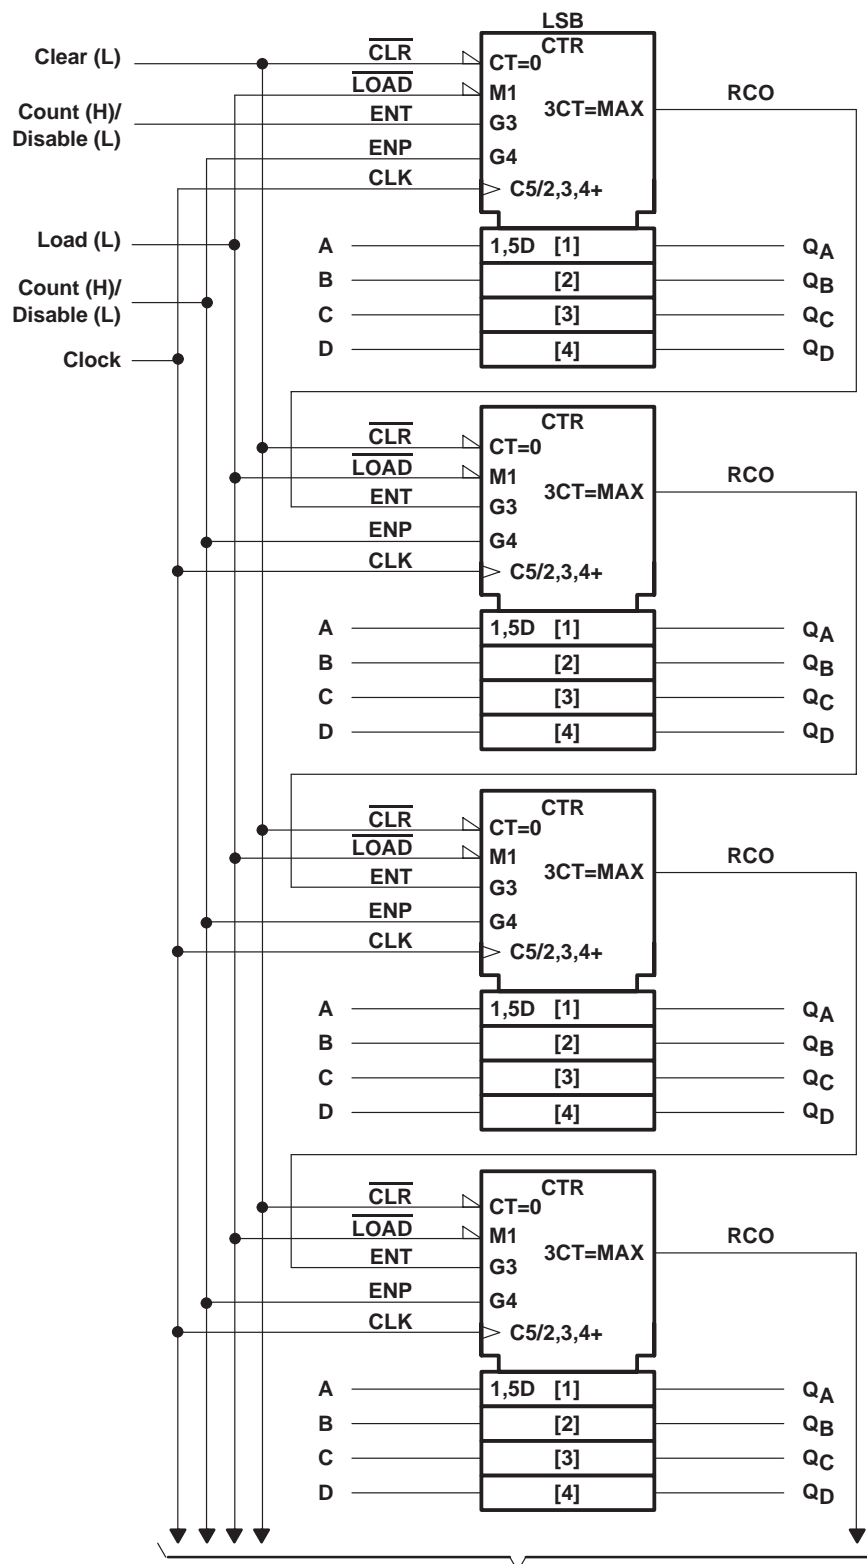 LSB
CTR
Clear (L)
CLR
CT=0
LOAD
M1
3CT=MAX
RCO
Count (H)/
Disable (L)
ENT
G3
ENP
G4
CLK
C5/2,3,4+
Load (L)
A
1,5D [1]
QA
Count (H)/
Disable (L)
B
[2]
QB
C
[3]
QC
Clock
D
[4]
QD
CTR
CLR
CT=0
LOAD
M1
3CT=MAX
RCO
ENT
G3
ENP
G4
CLK
C5/2,3,4+
A
1,5D [1]
QA
B
[2]
QB
C
[3]
QC
D
[4]
QD
CTR
CLR
CT=0
LOAD
M1
3CT=MAX
RCO
ENT
G3
ENP
G4
CLK
C5/2,3,4+
A
1,5D [1]
QA
B
[2]
QB
C
[3]
QC
D
[4]
QD
CTR
CLR
CT=0
LOAD
M1
3CT=MAX
RCO
ENT
G3
ENP
G4
CLK
C5/2,3,4+
A
1,5D [1]
QA
B
[2]
QB
C
[3]
QC
D
[4]
QD